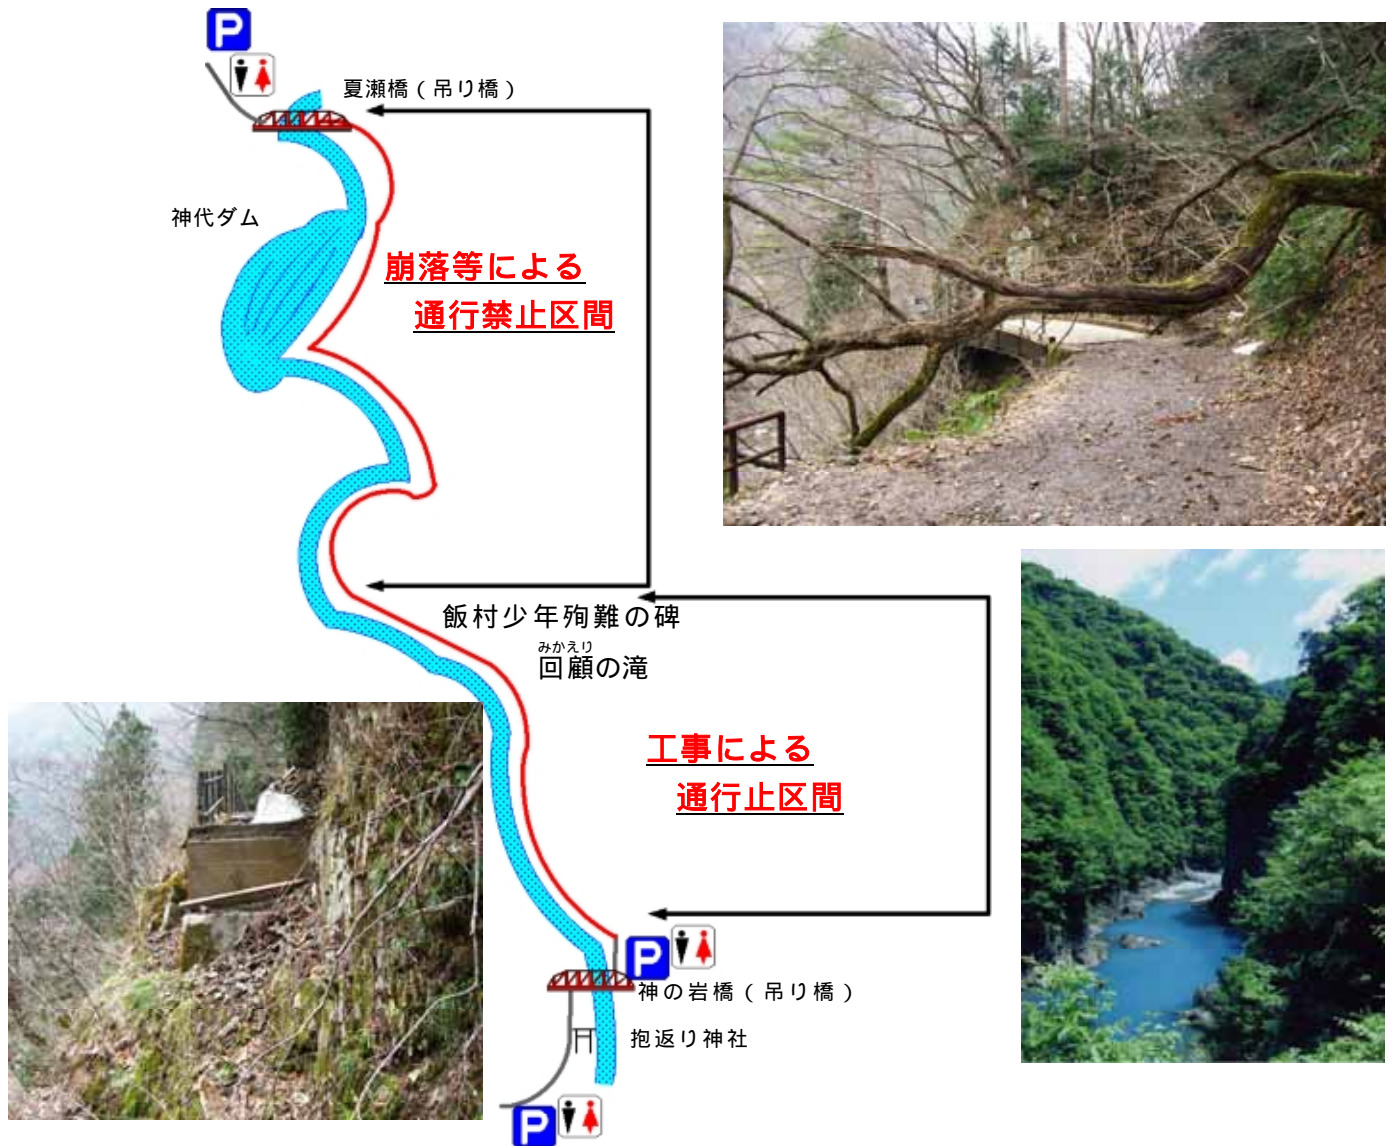 P
夏瀬橋（吊り橋）
神代ダム
崩落等による
通行禁止区間
飯村少年殉難の碑
みかえり
回顧の滝
工事による
通行止区間
P
神の岩橋（吊り橋）
抱返り神社
P